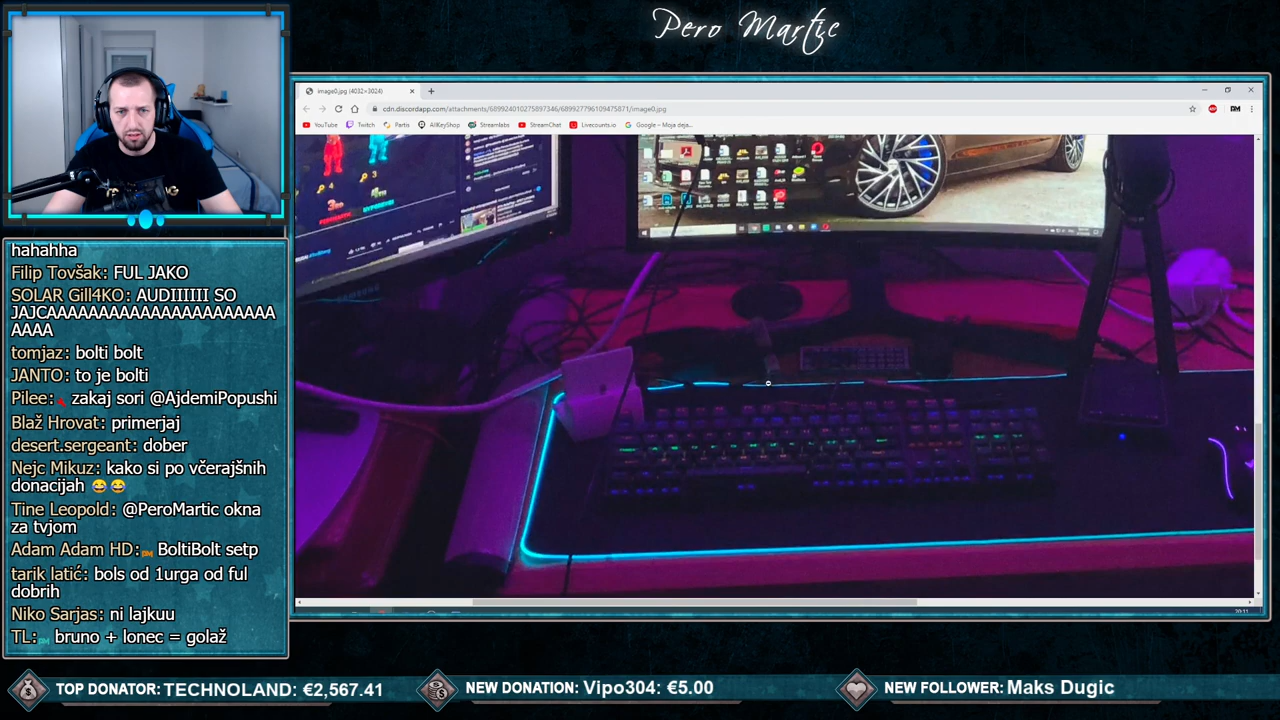 Pero Martic
image0.jpg (4032×3024)
cdn.discordapp.com/attachments/689924010275897346/689927796109475871/image0.jpg
YouTube
Twitch
Partis
AllKeyShop
Streamlabs
StreamChat
Livecounts.io
Google – Moja deja...
hahahha
Filip Tovšak: FUL JAKO
SOLAR Gill4KO: AUDIIIIII SO
JAJCAAAAAAAAAAAAAAAAAAAAA
AAAA
tomjaz: bolti bolt
JANTO: to je bolti
Pilee: zakaj sori @AjdemiPopushi
Blaž Hrovat: primerjaj
desert.sergeant: dober
Nejc Mikuz: kako si po včerajšnih
donacijah 😂 😂
Tine Leopold: @PeroMartic okna
za tvjom
Adam Adam HD: BoltiBolt setp
tarik latić: bols od 1urga od ful
dobrih
Niko Sarjas: ni lajkuu
TL: bruno + lonec = golaž
20:11
TOP DONATOR: TECHNOLAND: €2,567.41
NEW DONATION: Vipo304: €5.00
NEW FOLLOWER: Maks Dugic